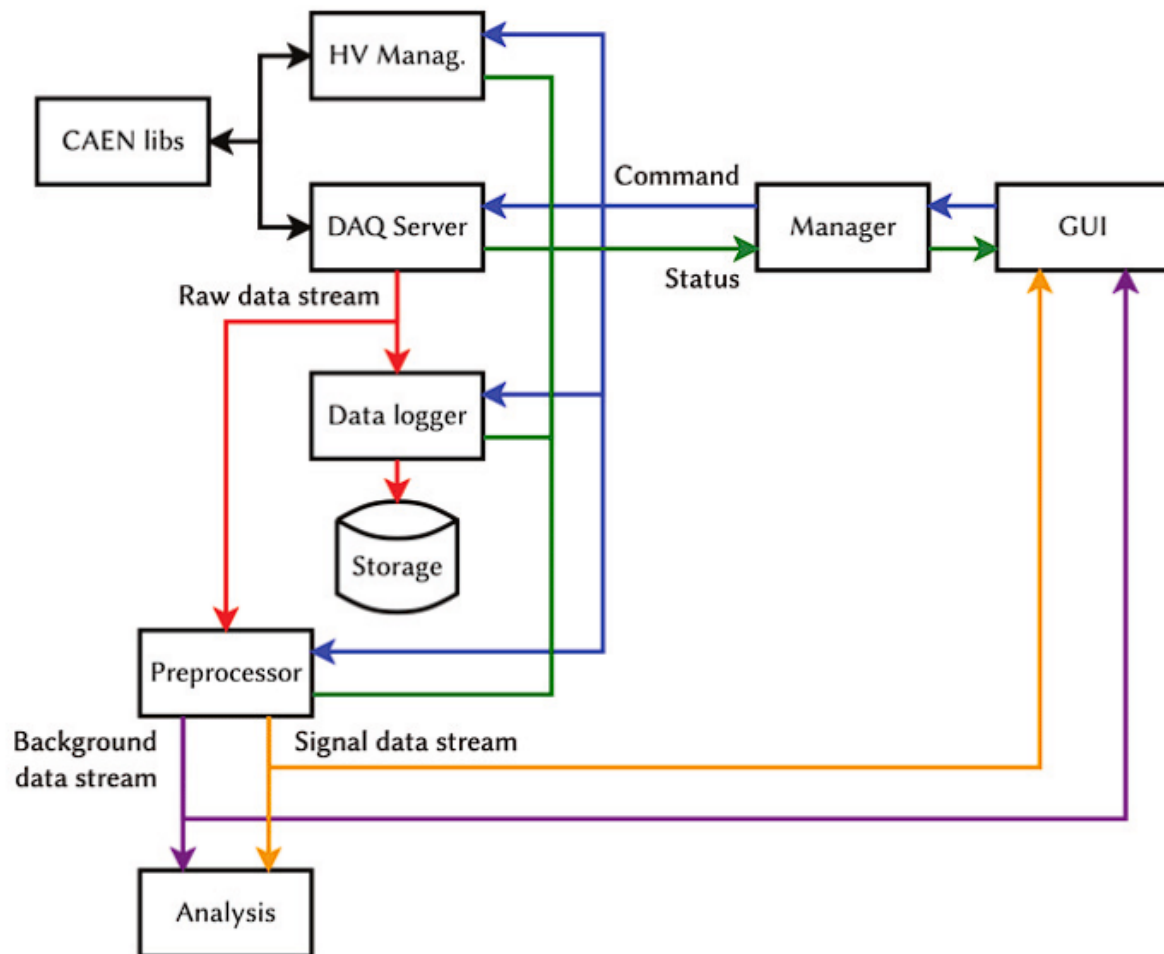 HV Manag.
CAEN libs
Command
DAQ Server
Manager
GUI
Status
Raw data stream
Data logger
Storage
Preprocessor
Background
data stream
Signal data stream
Analysis